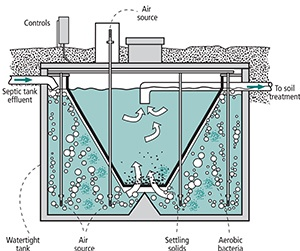 Air
source
Controls
Septic tank
effluent
To soil
treatment
Watertight
tank
Air
source
Settling
solids
Aerobic
bacteria